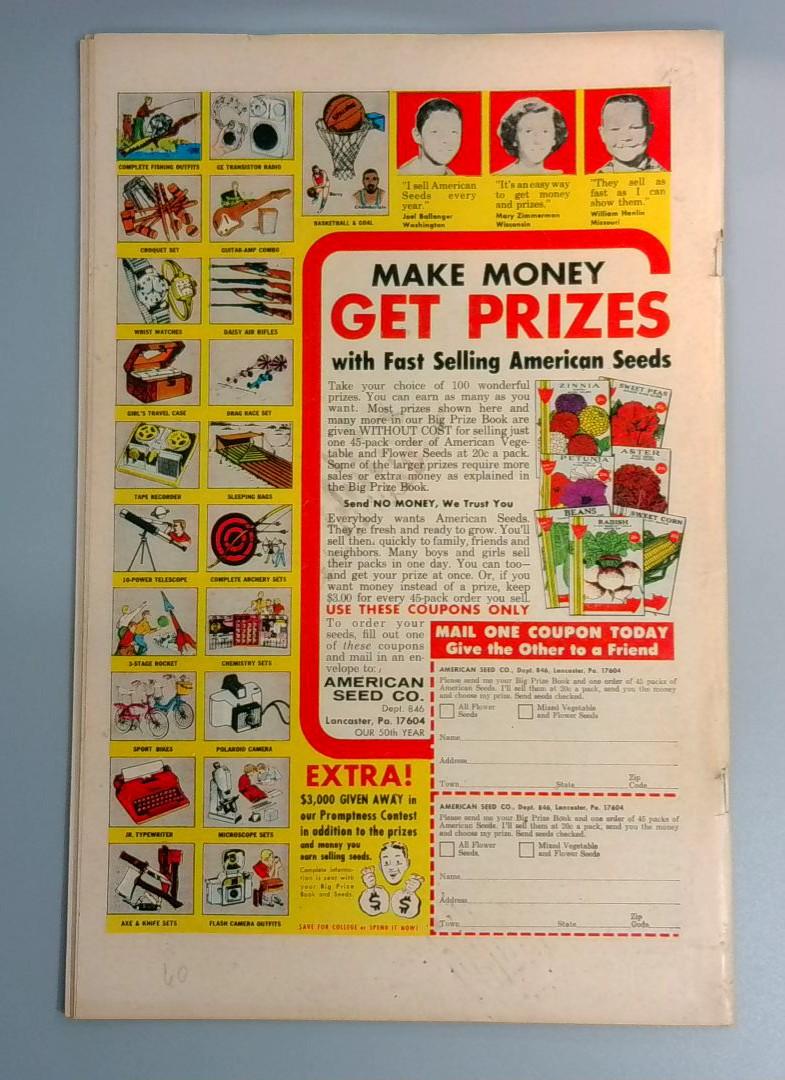 COMPLETE FISHING OUTFITS
GE TRANSISTOR RADIO
BASKETBALL & GOAL
CROQUET SET
GUITAR-AMP COMBO
WRIST WATCHES
DAISY AIR RIFLES
GIRL'S TRAVEL CASE
DRAG RACE SET
TAPE RECORDER
SLEEPING BAGS
10-POWER TELESCOPE
COMPLETE ARCHERY SETS
3-STAGE ROCKET
CHEMISTRY SETS
SPORT BIKES
POLAROID CAMERA
JR. TYPEWRITER
MICROSCOPE SETS
AXE & KNIFE SETS
FLASH CAMERA OUTFITS
"I sell American
Seeds every
year."
Joel Ballanger
Washington
"It's an easy way
to get money
and prizes."
Mary Zimmerman
Wisconsin
"They sell as
fast as I can
show them."
William Hanlin
Missouri
MAKE MONEY
GET PRIZES
with Fast Selling American Seeds
Take your choice of 100 wonderful
prizes. You can earn as many as you
want. Most prizes shown here and
many more in our Big Prize Book are
given WITHOUT COST for selling just
one 45-pack order of American Vege-
table and Flower Seeds at 20c a pack.
Some of the larger prizes require more
sales or extra money as explained in
the Big Prize Book.
Send NO MONEY, We Trust You
Everybody wants American Seeds.
They're fresh and ready to grow. You'll
sell them quickly to family, friends and
neighbors. Many boys and girls sell
their packs in one day. You can too—
and get your prize at once. Or, if you
want money instead of a prize, keep
$3.00 for every 45-pack order you sell.
ZINNIA
SWEET PEAS
PETUNIA
ASTER
BEANS
RADISH
SWEET CORN
USE THESE COUPONS ONLY
To order your
seeds, fill out one
of these coupons
and mail in an en-
velope to:
AMERICAN
SEED CO.
Dept. 846
Lancaster, Pa. 17604
OUR 50th YEAR
MAIL ONE COUPON TODAY
Give the Other to a Friend
AMERICAN SEED CO., Dept. 846, Lancaster, Pa. 17604
Please send me your Big Prize Book and one order of 45 packs of
American Seeds. I'll sell them at 20c a pack, send you the money
and choose my prize. Send seeds checked.
All Flower
Seeds
Mixed Vegetable
and Flower Seeds
Name
Address
Town State Zip
Code
AMERICAN SEED CO., Dept. 846, Lancaster, Pa. 17604
Please send me your Big Prize Book and one order of 45 packs of
American Seeds. I'll sell them at 20c a pack, send you the money
and choose my prize. Send seeds checked.
All Flower
Seeds
Mixed Vegetable
and Flower Seeds
Name
Address
Town State Zip
Code
EXTRA!
$3,000 GIVEN AWAY in
our Promptness Contest
in addition to the prizes
and money you
earn selling seeds.
Complete informa-
tion is sent with
your Big Prize
Book and Seeds.
$ $
SAVE FOR COLLEGE or SPEND IT NOW!
60